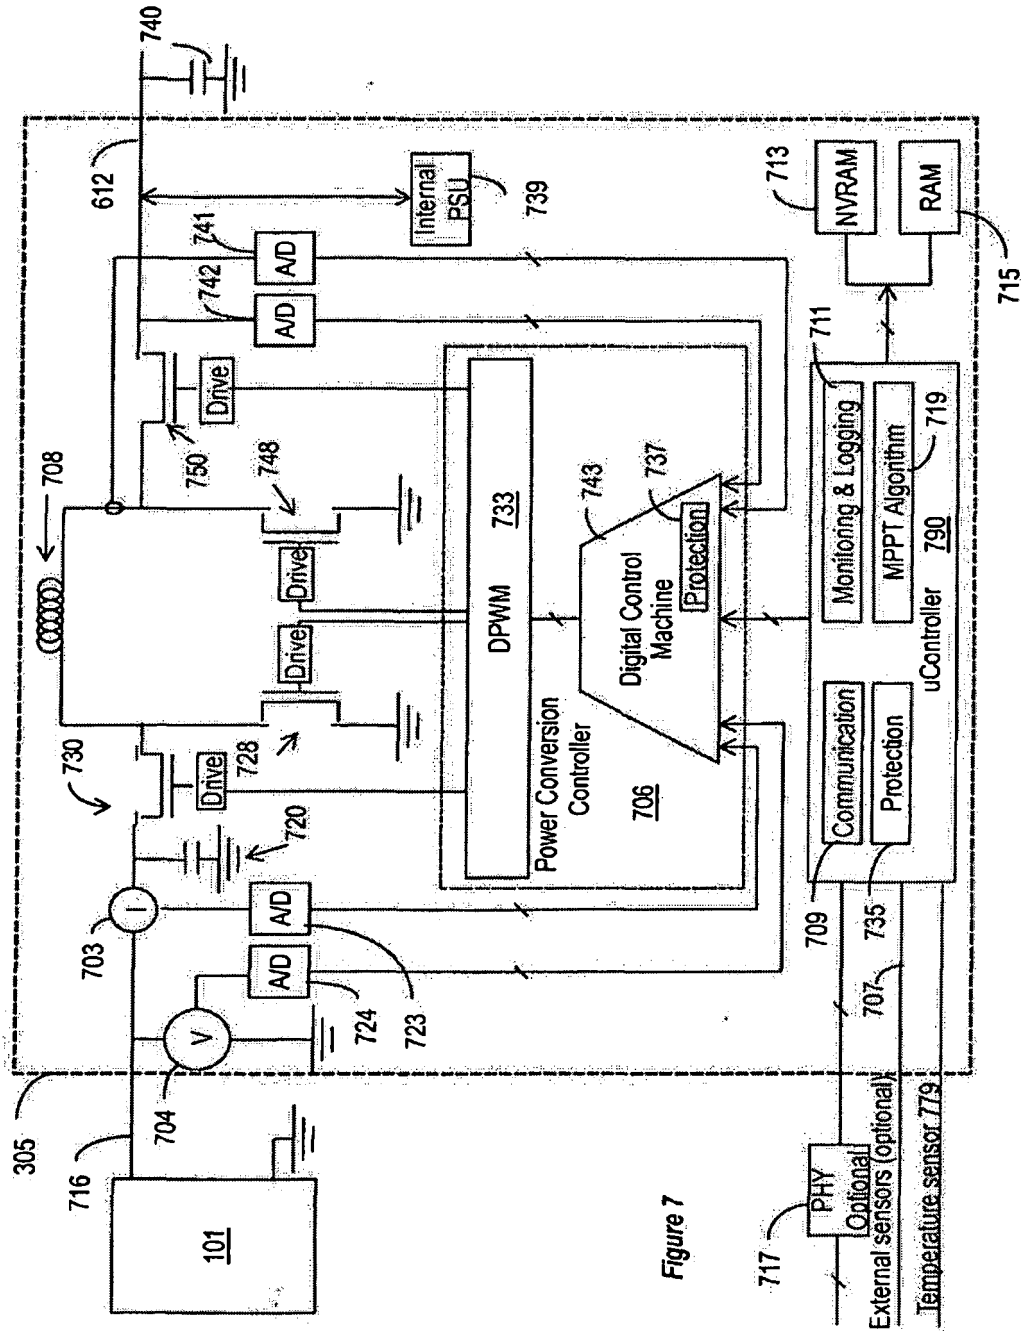 740
612
Internal
PSU
739
741
A/D
742
A/D
713
NVRAM
RAM
715
708
750
Drive
748
Drive
Drive
730
728
Drive
720
733
DPWM
743
737
Digital Control
Machine
Protection
Power Conversion
Controller
706
711
Monitoring & Logging
MPPT Algorithm
719
790
uController
Communication
Protection
709
735
707
703
I
A/D
723
A/D
724
V
704
305
716
101
717
PHY
Optional
External sensors (optional)
Temperature sensor 779
Figure 7